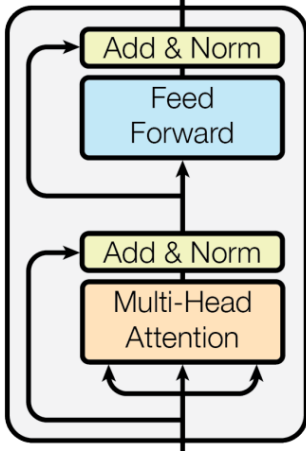 Add & Norm
Feed
Forward
Add & Norm
Multi-Head
Attention